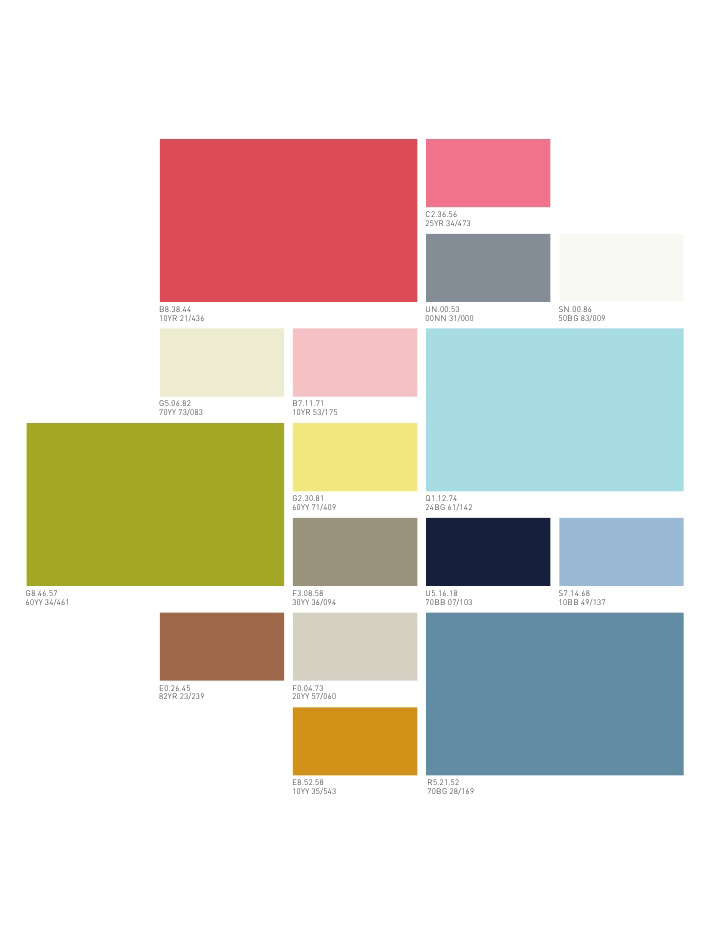 C2.36.56
25YR 34/473
B8.38.44
10YR 21/436
UN.00.53
00NN 31/000
SN.00.86
50BG 83/009
G5.06.82
70YY 73/083
B7.11.71
10YR 53/175
G2.30.81
60YY 71/409
Q1.12.74
24BG 61/142
G8.46.57
60YY 34/461
F3.08.58
30YY 36/094
U5.16.18
70BB 07/103
S7.14.68
10BB 49/137
E0.26.45
82YR 23/239
F0.04.73
20YY 57/060
E8.52.58
10YY 35/543
R5.21.52
70BG 28/169